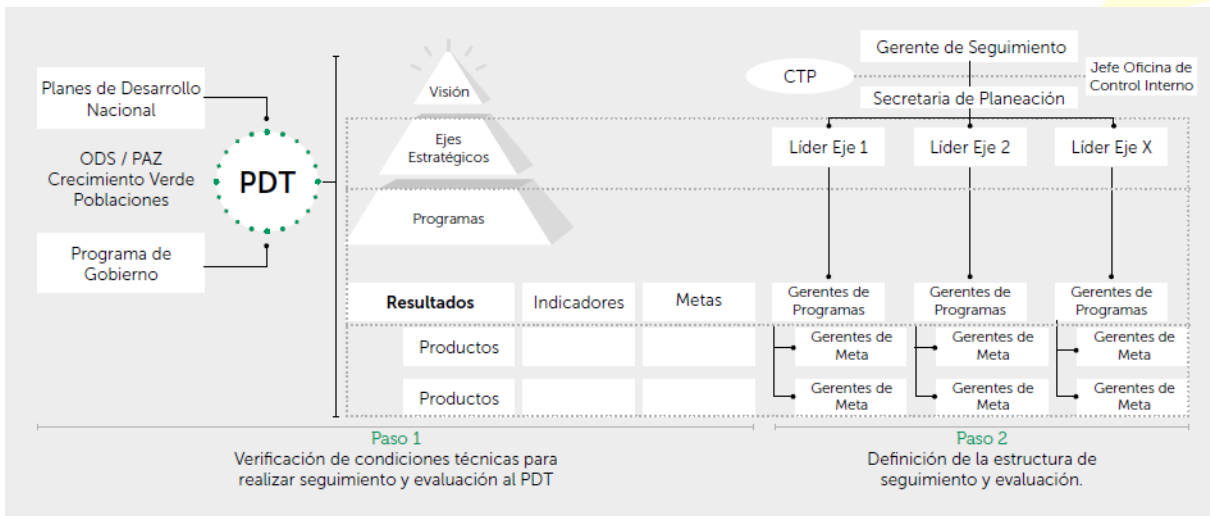 Planes de Desarrollo
Nacional
ODS / PAZ
Crecimiento Verde
Poblaciones
PDT
Programa de
Gobierno
Visión
Ejes
Estratégicos
Programas
Resultados
Indicadores
Metas
Productos
Productos
Gerente de Seguimiento
CTP
Jefe Oficina de
Control Interno
Secretaria de Planeación
Líder Eje 1
Líder Eje 2
Líder Eje X
Gerentes de
Programas
Gerentes de
Programas
Gerentes de
Programas
Gerentes de
Meta
Gerentes de
Meta
Gerentes de
Meta
Gerentes de
Meta
Gerentes de
Meta
Gerentes de
Meta
Paso 1
Verificación de condiciones técnicas para
realizar seguimiento y evaluación al PDT
Paso 2
Definición de la estructura de
seguimiento y evaluación.